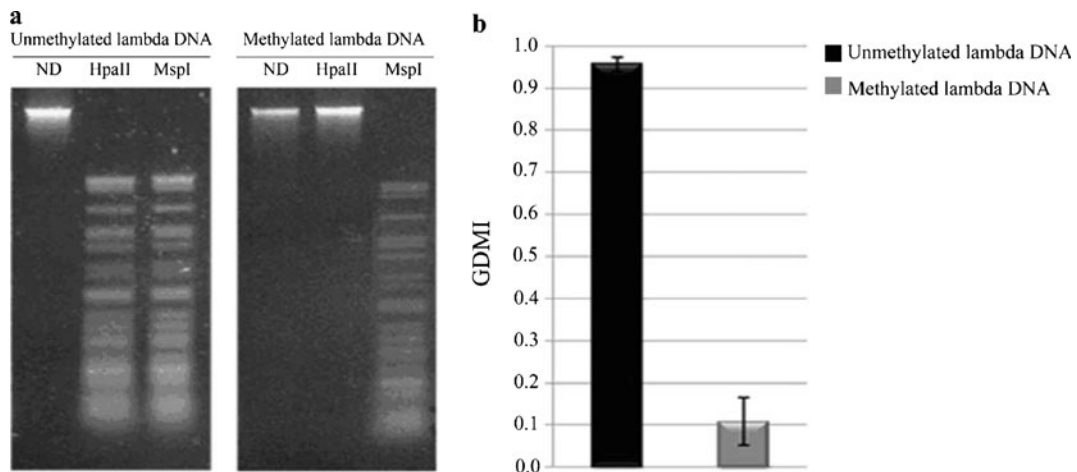 a
Unmethylated lambda DNA
Methylated lambda DNA
ND HpaII MspI
ND HpaII MspI
b
1.0
0.9
0.8
0.7
0.6
0.5
0.4
0.3
0.2
0.1
0.0
GDMI
Unmethylated lambda DNA
Methylated lambda DNA